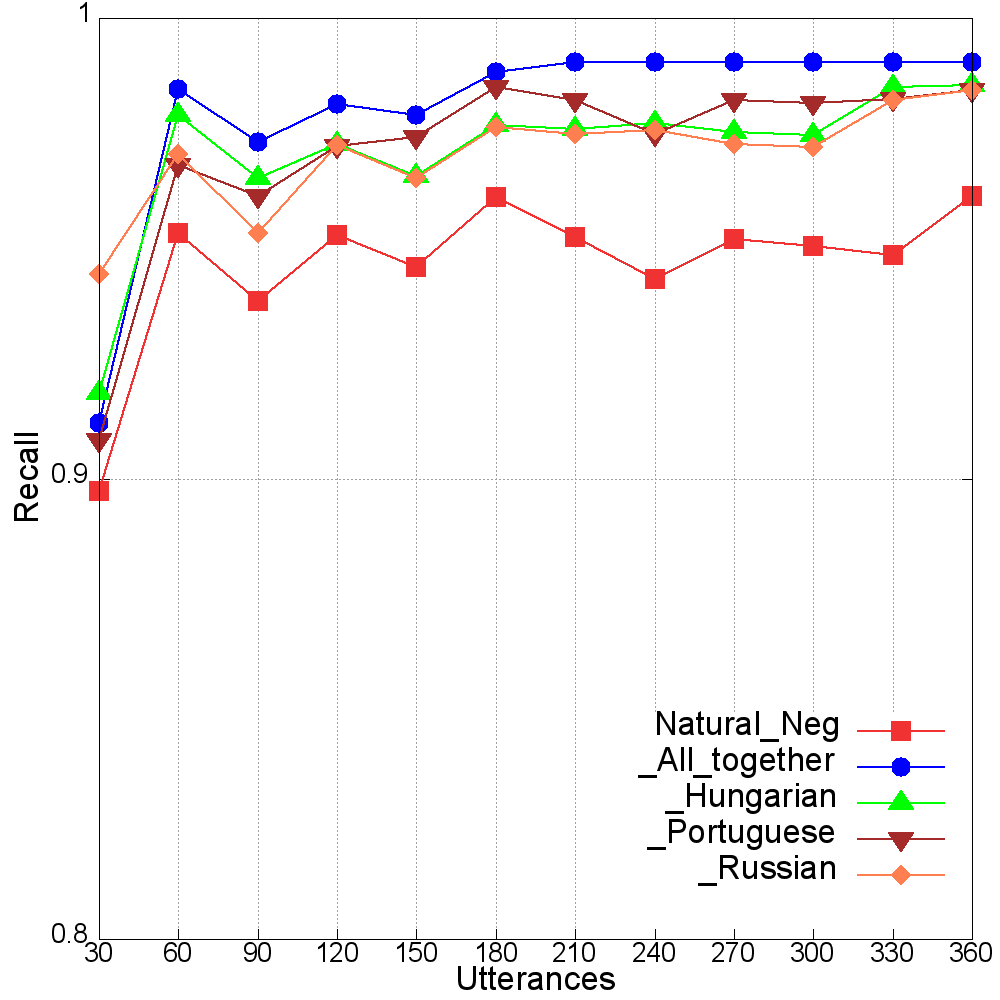 1
0.9
0.8
Recall
30 60 90 120 150 180 210 240 270 300 330 360
Utterances
Natural_Neg
_All_together
_Hungarian
_Portuguese
_Russian